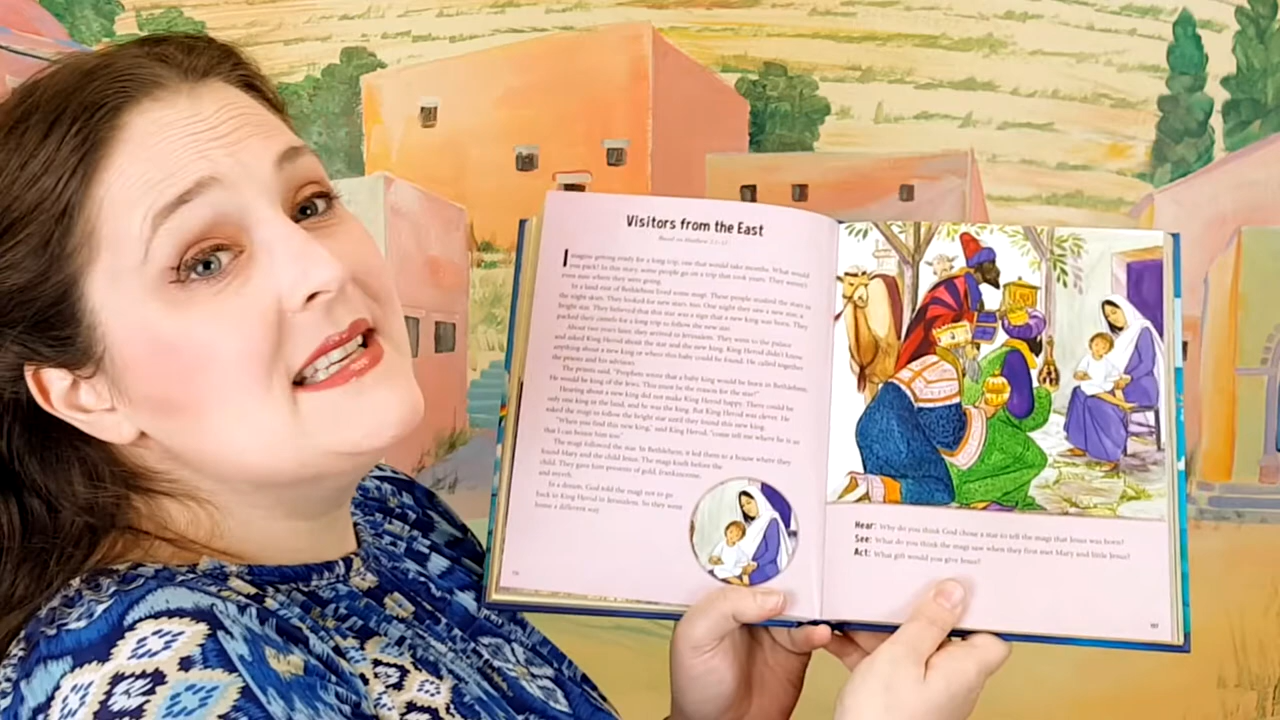 Visitors from the East
Based on Matthew 2:1-12
Imagine getting ready for a long trip, one that would take months. What would
you pack? In this story, some people go on a trip that took years. They weren't
even sure where they were going.
In a land east of Bethlehem lived some magi. These people studied the stars in
the night skies. They looked for new stars too. One night they saw a new star, a
bright star. They believed that this star was a sign that a new king was born. They
packed their camels for a long trip to follow the new star.
About two years later, they arrived in Jerusalem. They went to the palace
and asked King Herod about the star and the new king. King Herod didn't know
anything about a new king or where this baby could be found. He called together
the priests and his advisors.
The priests said, "Prophets wrote that a baby king would be born in Bethlehem.
He would be king of the Jews. This must be the reason for the star!"
Hearing about a new king did not make King Herod happy. There could be
only one king in the land, and he was the king. But King Herod was clever. He
asked the magi to follow the bright star until they found this new king.
"When you find this new king," said King Herod, "come tell me where he is so
that I can honor him too."
The magi followed the star. In Bethlehem, it led them to a house where they
found Mary and the child Jesus. The magi knelt before the
child. They gave him presents of gold, frankincense,
and myrrh.
In a dream, God told the magi not to go
back to King Herod in Jerusalem. So they went
home a different way.
Hear: Why do you think God chose a star to tell the magi that Jesus was born?
See: What do you think the magi saw when they first met Mary and little Jesus?
Act: What gift would you give Jesus?